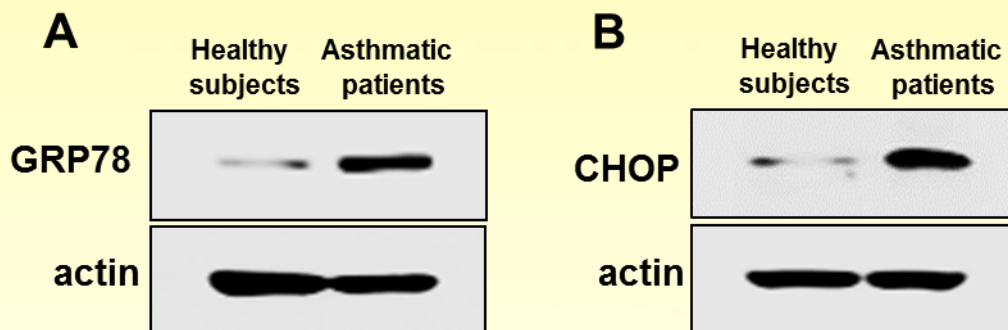 A
Healthy subjects
Asthmatic patients
GRP78
actin
B
Healthy subjects
Asthmatic patients
CHOP
actin